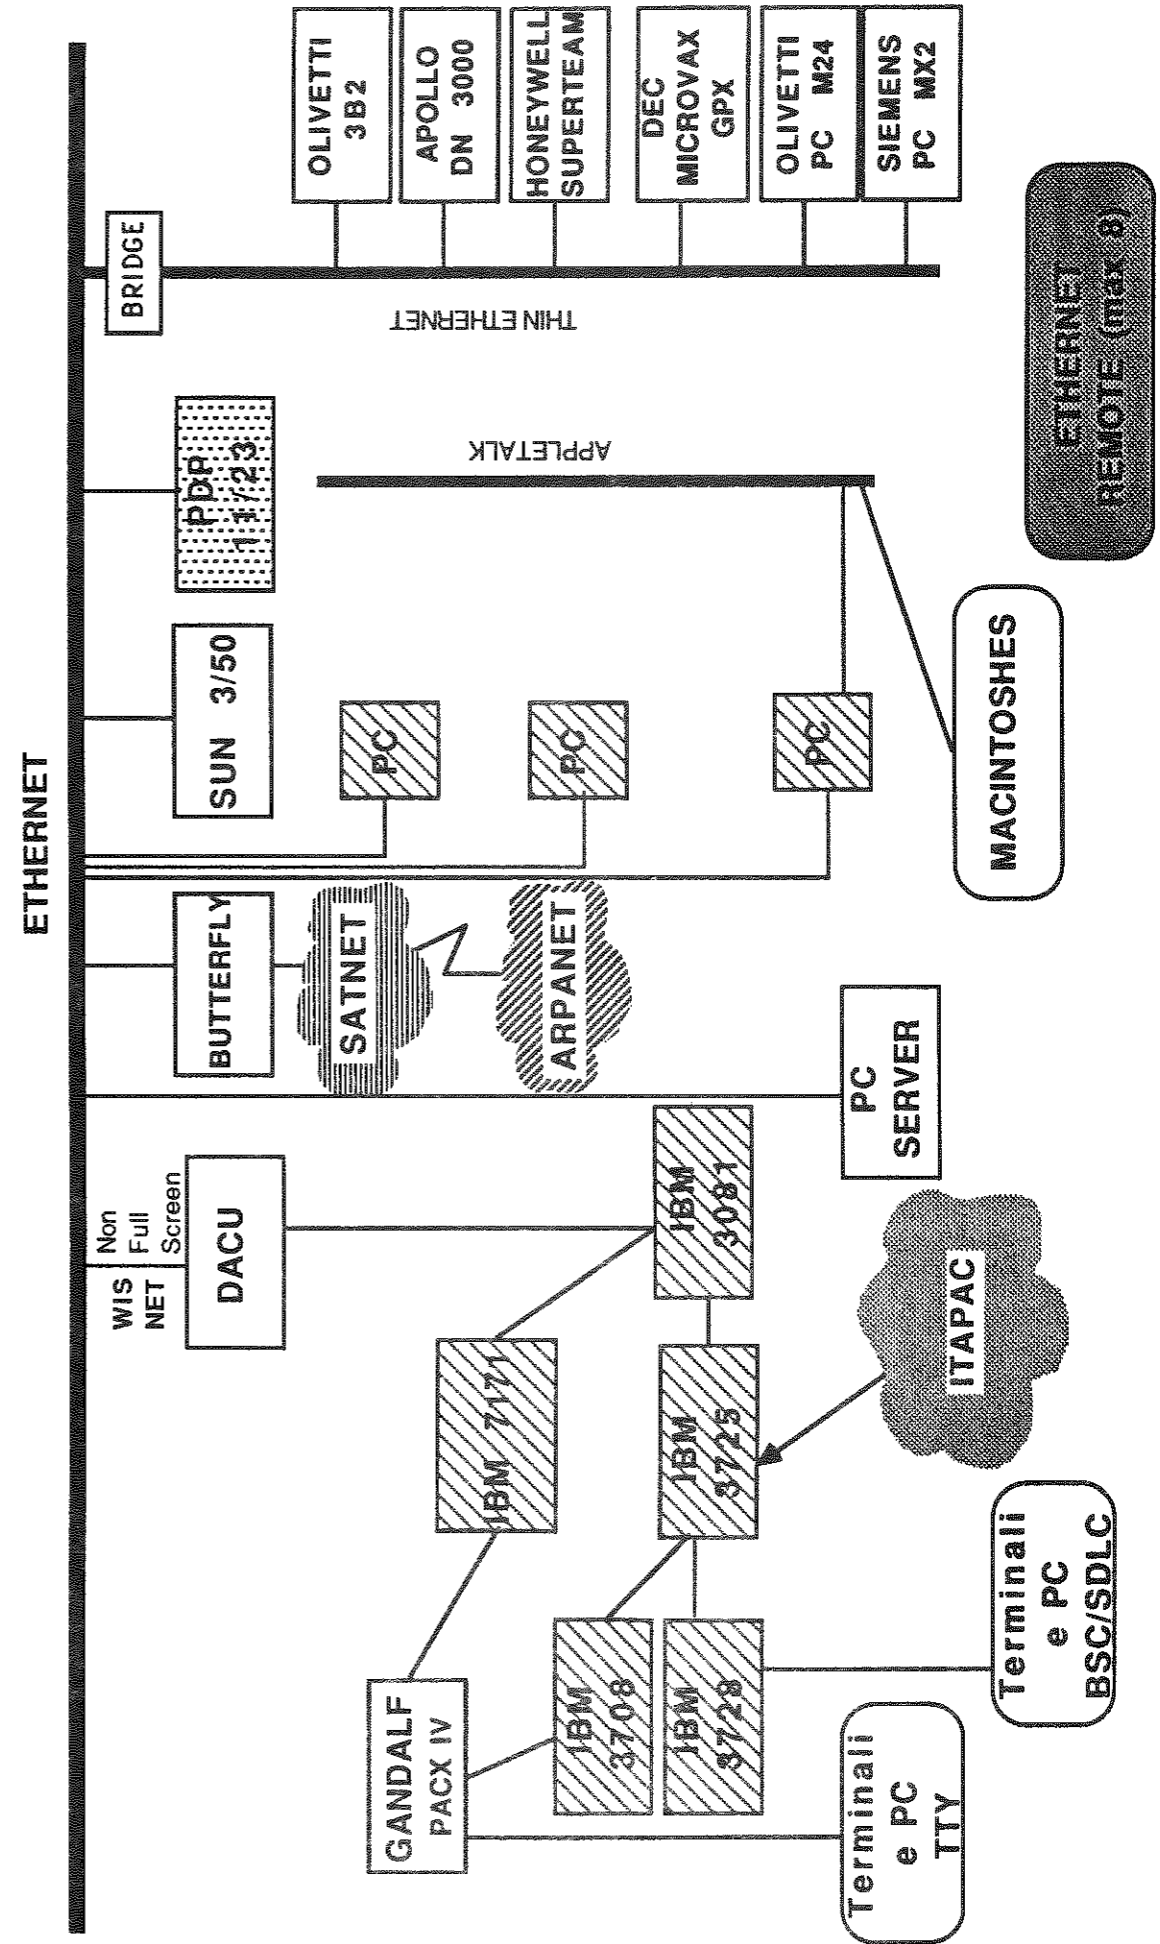 ETHERNET
WIS
NET
Non
Full
Screen
DACU
BUTTERFLY
SUN 3/50
PDP
11/23
BRIDGE
SATNET
ARPANET
PC
PC
PC
APPLETALK
THIN ETHERNET
OLIVETTI
3B2
APOLLO
DN 3000
HONEYWELL
SUPERTEAM
DEC
MICROVAX
GPX
OLIVETTI
PC M24
SIEMENS
PC MX2
GANDALF
PACX IV
IBM 7171
IBM
3708
IBM
3728
IBM
3725
IBM
3081
PC
SERVER
ITAPAC
MACINTOSHES
ETHERNET
REMOTE (max 8)
Terminali
e PC
TTY
Terminali
e PC
BSC/SDLC